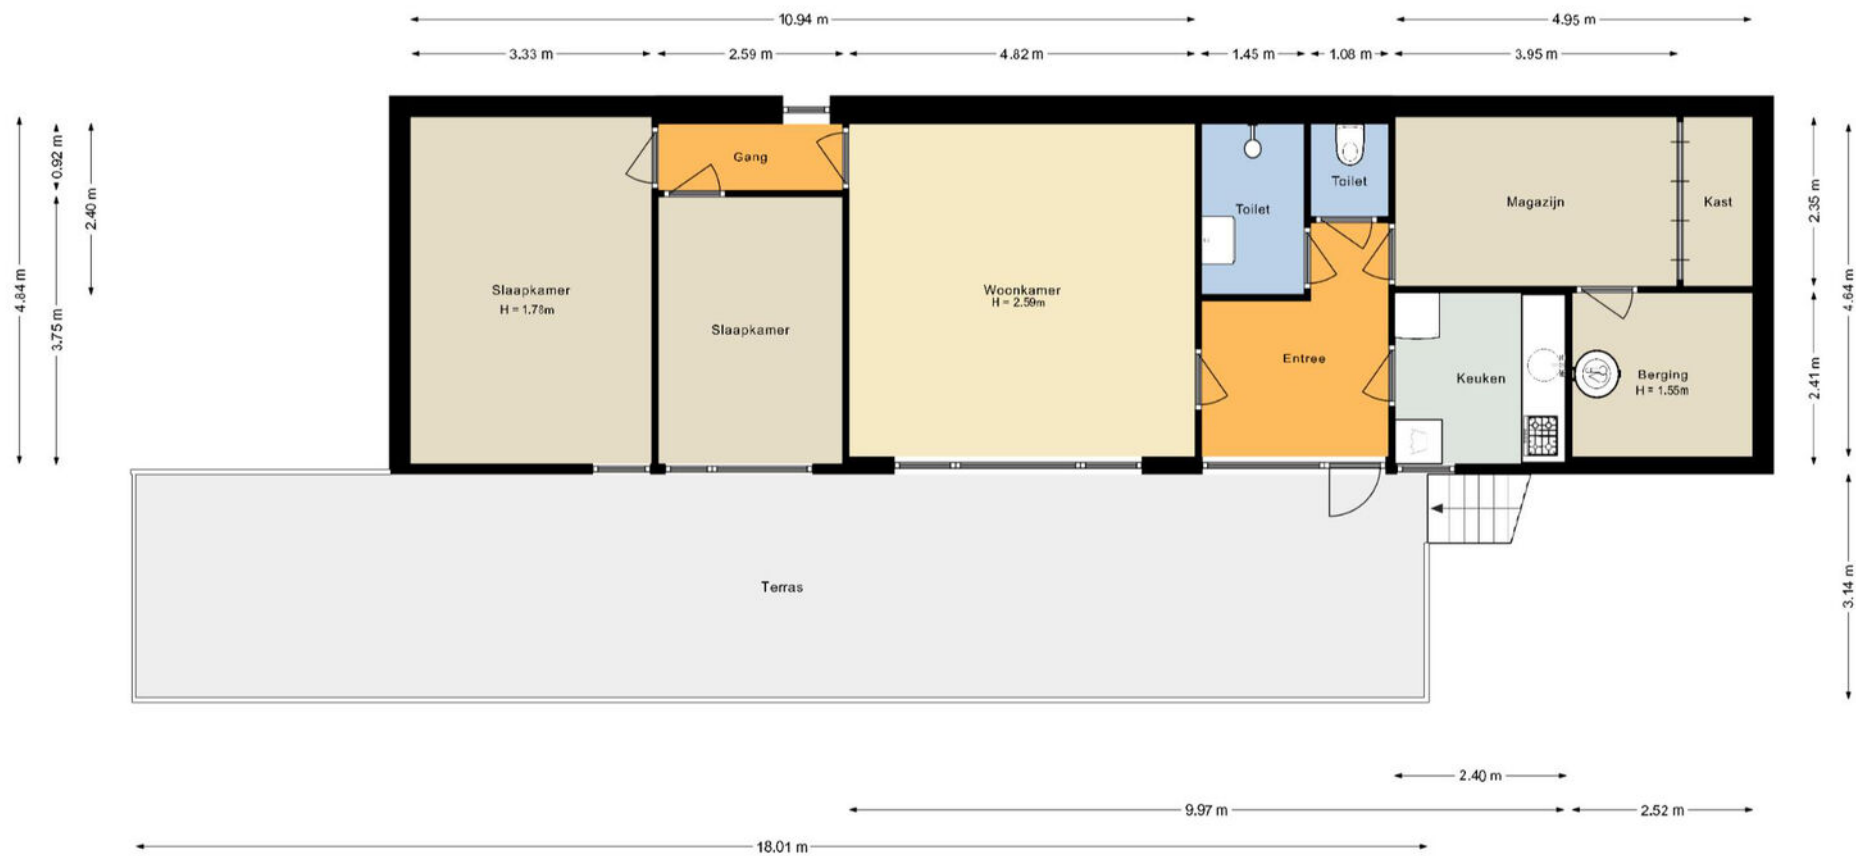 10.94 m
4.95 m
3.33 m
2.59 m
4.82 m
1.45 m
1.08 m
3.95 m
4.84 m
0.92 m
3.75 m
2.40 m
Gang
Toilet
Toilet
Magazijn
Kast
2.35 m
4.64 m
Slaapkamer
H = 1.78m
Woonkamer
H = 2.59m
Slaapkamer
Entree
Keuken
Berging
H = 1.55m
2.41 m
Terras
3.14 m
2.40 m
9.97 m
2.52 m
18.01 m